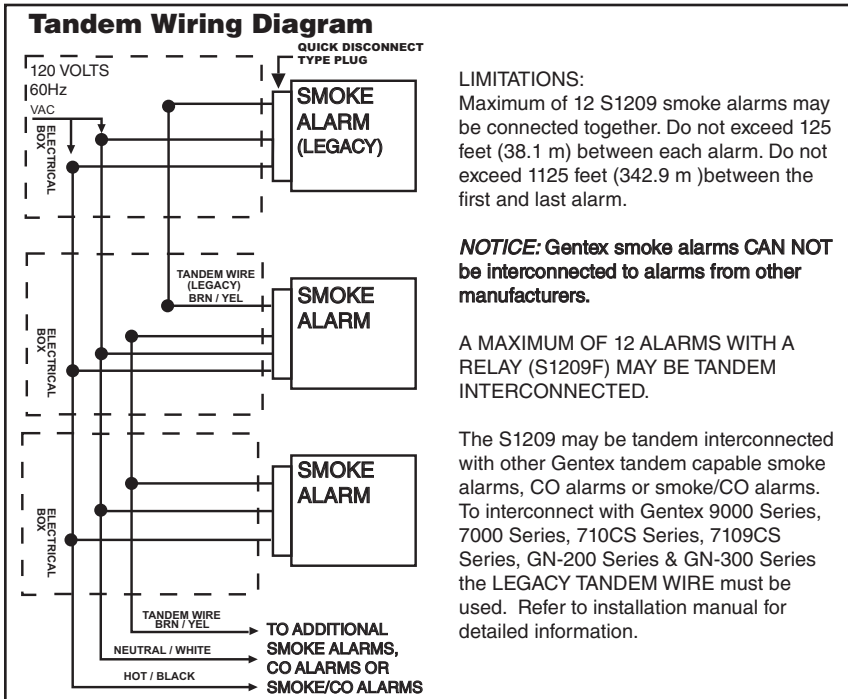 Tandem Wiring Diagram
QUICK DISCONNECT
TYPE PLUG
120 VOLTS
60Hz
VAC
ELECTRICAL
BOX
SMOKE
ALARM
(LEGACY)
TANDEM WIRE
(LEGACY)
BRN / YEL
ELECTRICAL
BOX
SMOKE
ALARM
ELECTRICAL
BOX
SMOKE
ALARM
TANDEM WIRE
BRN / YEL
NEUTRAL / WHITE
HOT / BLACK
TO ADDITIONAL
SMOKE ALARMS,
CO ALARMS OR
SMOKE/CO ALARMS
LIMITATIONS:
Maximum of 12 S1209 smoke alarms may
be connected together. Do not exceed 125
feet (38.1 m) between each alarm. Do not
exceed 1125 feet (342.9 m )between the
first and last alarm.
NOTICE: Gentex smoke alarms CAN NOT
be interconnected to alarms from other
manufacturers.
A MAXIMUM OF 12 ALARMS WITH A
RELAY (S1209F) MAY BE TANDEM
INTERCONNECTED.
The S1209 may be tandem interconnected
with other Gentex tandem capable smoke
alarms, CO alarms or smoke/CO alarms.
To interconnect with Gentex 9000 Series,
7000 Series, 710CS Series, 7109CS
Series, GN-200 Series & GN-300 Series
the LEGACY TANDEM WIRE must be
used. Refer to installation manual for
detailed information.